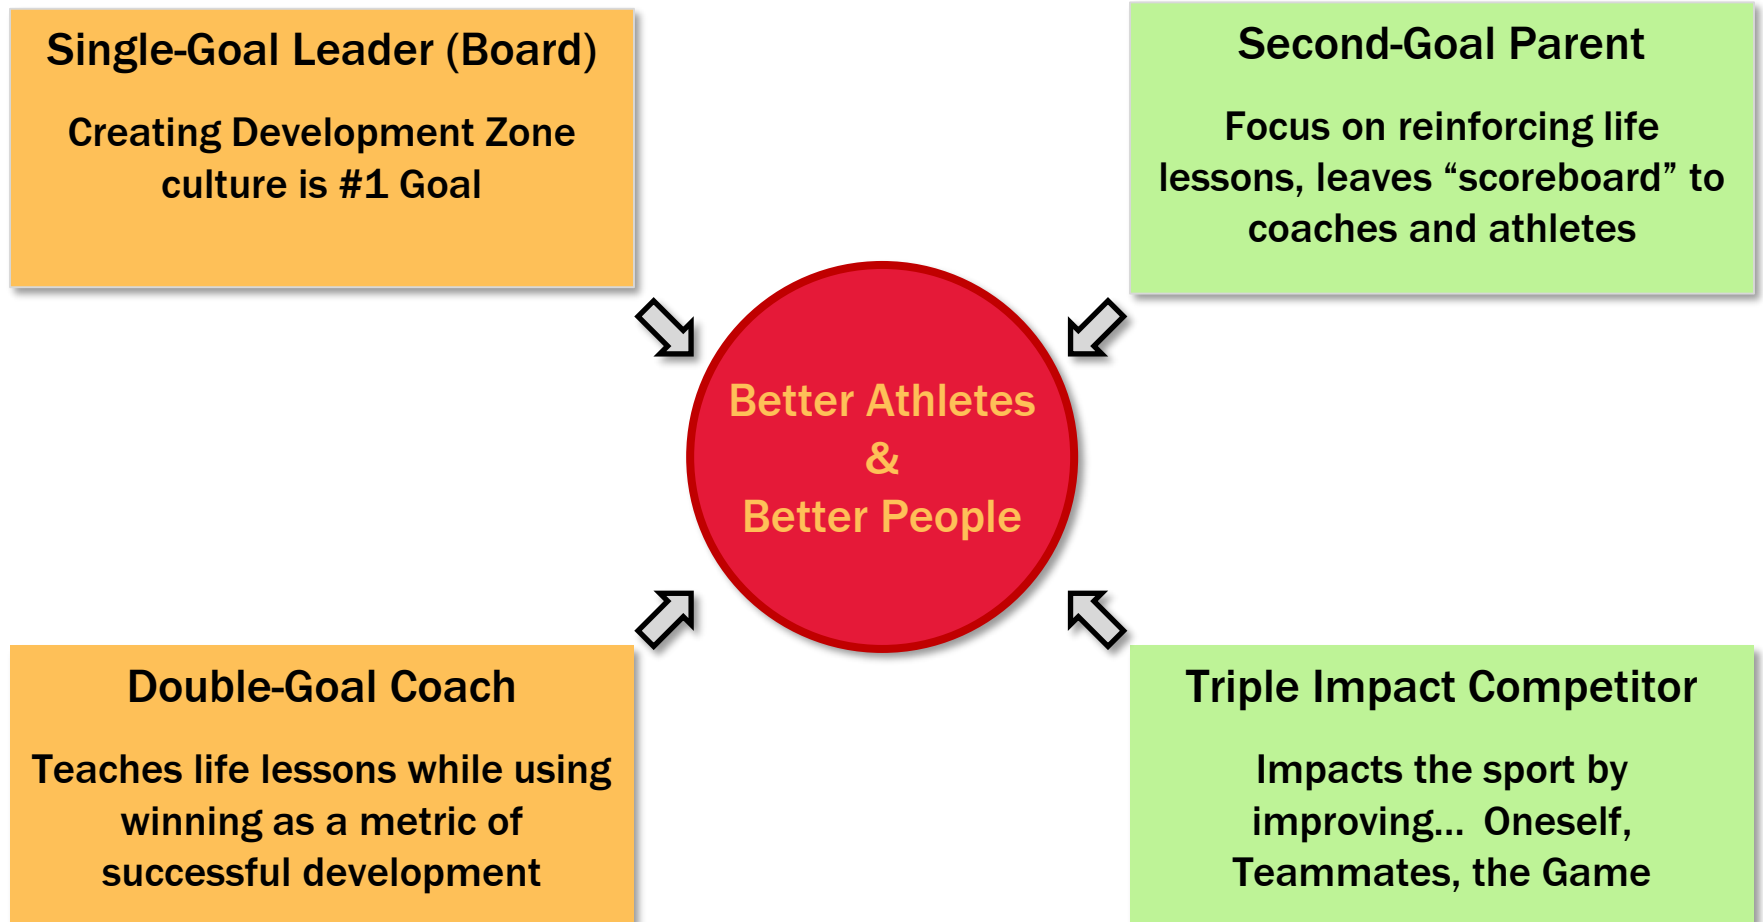 Single-Goal Leader (Board)
Creating Development Zone
culture is #1 Goal
Second-Goal Parent
Focus on reinforcing life
lessons, leaves “scoreboard” to
coaches and athletes
Better Athletes
&
Better People
Double-Goal Coach
Teaches life lessons while using
winning as a metric of
successful development
Triple Impact Competitor
Impacts the sport by
improving... Oneself,
Teammates, the Game